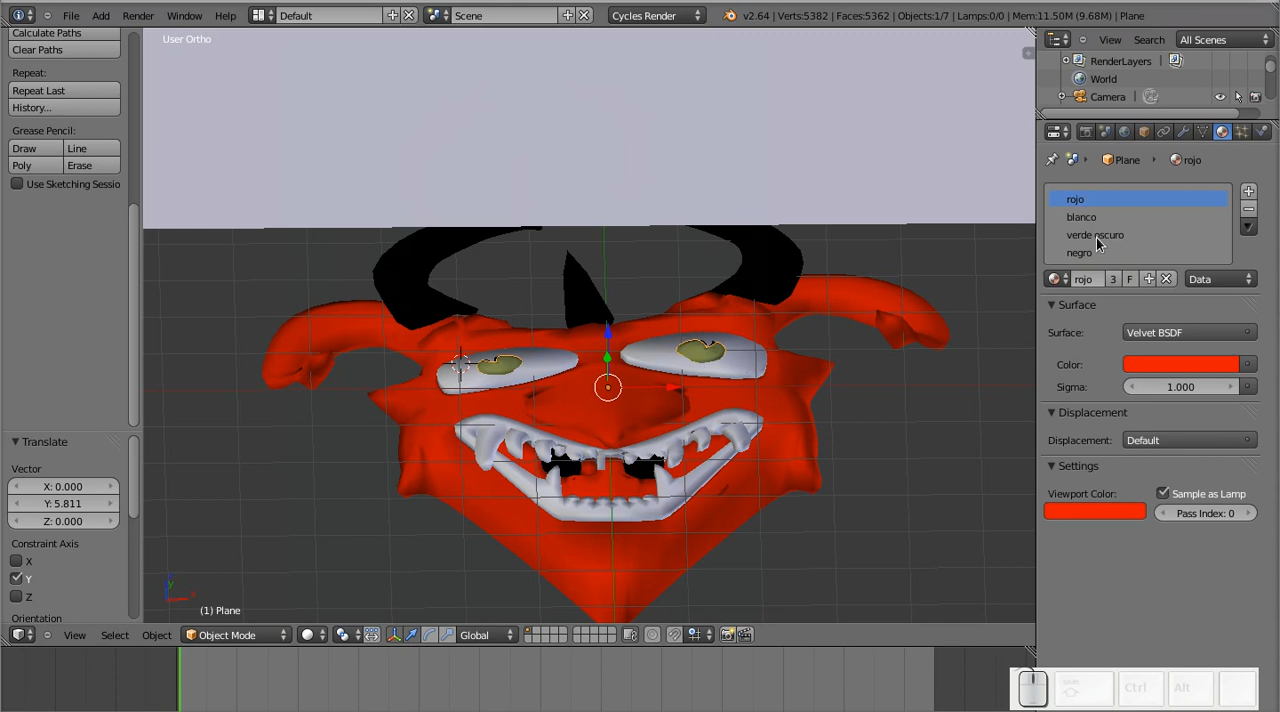 File Add Render Window Help Default Scene Cycles Render v2.64 | Verts:5382 | Faces:5362 | Objects:1/7 | Lamps:0/0 | Mem:11.50M (9.68M) | Plane
Calculate Paths
Clear Paths
Repeat:
Repeat Last
History...
Grease Pencil:
Draw Line
Poly Erase
Use Sketching Sessio
Translate
Vector
X: 0.000
Y: 5.811
Z: 0.000
Constraint Axis
X
Y
Z
Orientation
User Ortho
(1) Plane
View Select Object Object Mode Global
View Search All Scenes
RenderLayers
World
Camera
Plane rojo
rojo
blanco
verde oscuro
negro
rojo 3 F Data
Surface
Surface: Velvet BSDF
Color:
Sigma: 1.000
Displacement
Displacement: Default
Settings
Viewport Color: Sample as Lamp
Pass Index: 0
Ctrl Alt